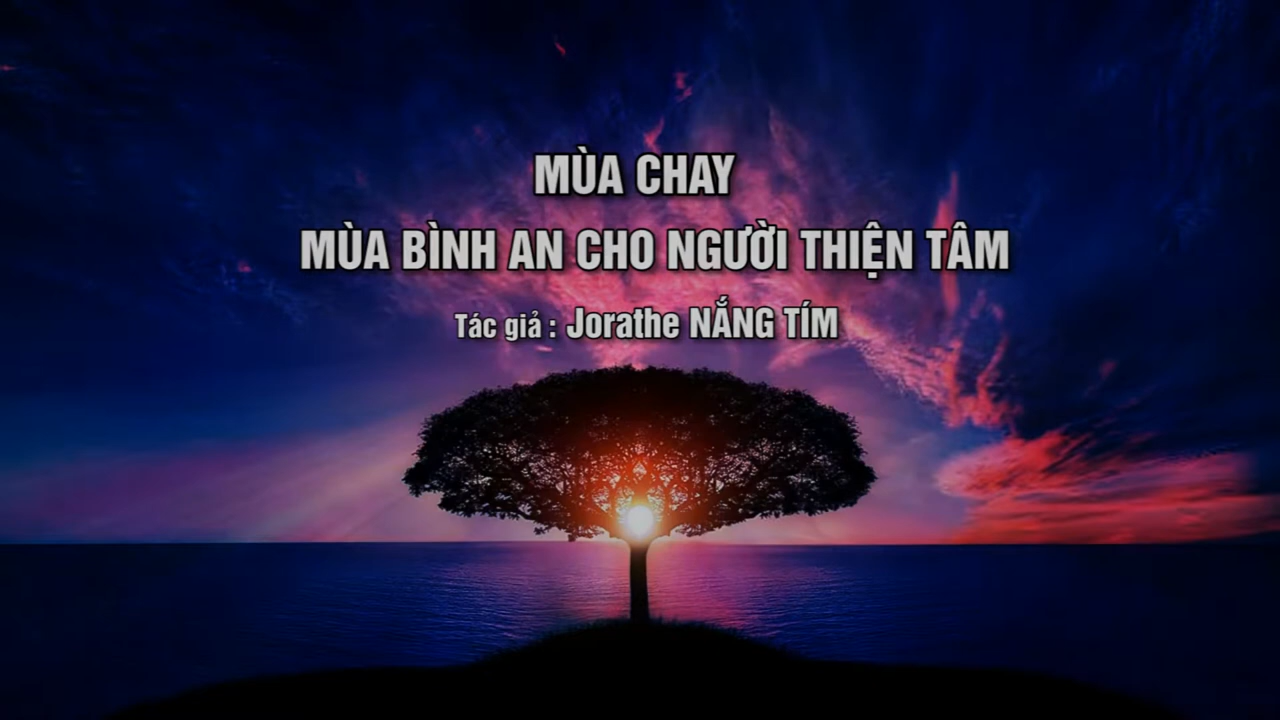 MÙA CHAY
MÙA BÌNH AN CHO NGƯỜI THIỆN TÂM
Tác giả : Jorathe NẮNG TÍM